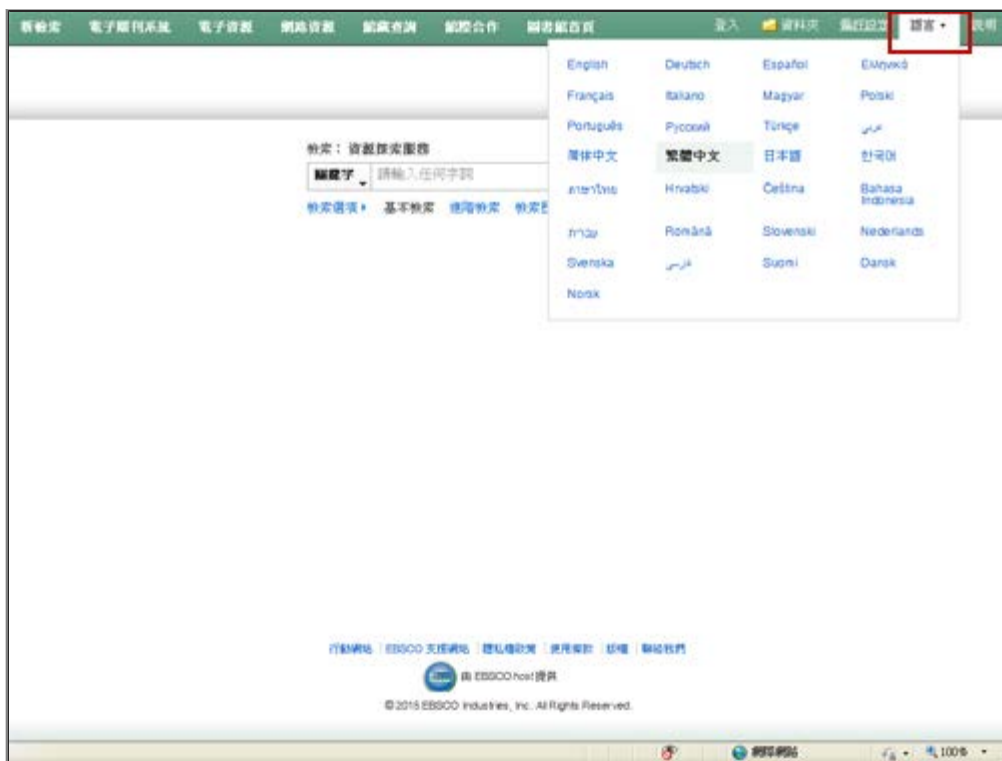 新檢索 電子期刊系統 電子資源 網路資源 館藏查詢 館際合作 圖書館首頁 登入 資料夾 偏好設定 語言 說明
English Deutsch Español Ελληνικά
Français Italiano Magyar Polski
Português Русский Türkçe عربي
檢索： 資源探索服務
简体中文 繁體中文 日本語 한국어
關鍵字 請輸入任何字詞
ภาษาไทย Hrvatski Čeština Bahasa Indonesia
檢索選項 基本檢索 進階檢索 檢索
עברית Română Slovenski Nederlands
Svenska فارسی Suomi Dansk
Norsk
行動網站 EBSCO 支援網站 隱私權政策 使用條款 版權 聯絡我們
由 EBSCOhost 提供
© 2015 EBSCO Industries, Inc. All Rights Reserved.
網際網路 100%